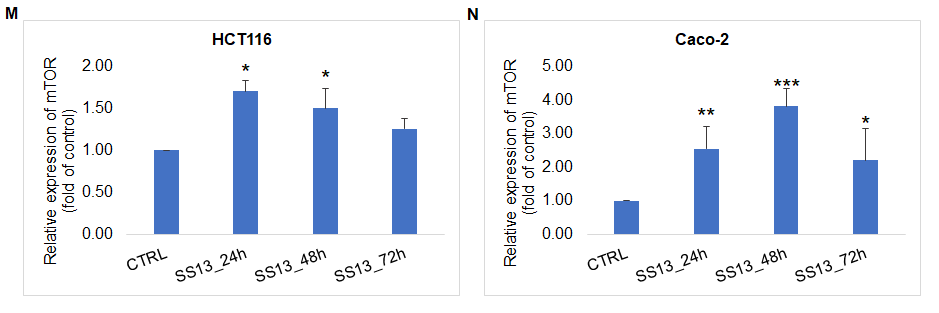 M
HCT116
Relative expression of mTOR
(fold of control)
2.00
1.50
1.00
0.50
0.00
*
*
CTRL
SS13_24h
SS13_48h
SS13_72h
N
Caco-2
Relative expression of mTOR
(fold of control)
5.00
4.00
3.00
2.00
1.00
0.00
**
***
*
CTRL
SS13_24h
SS13_48h
SS13_72h